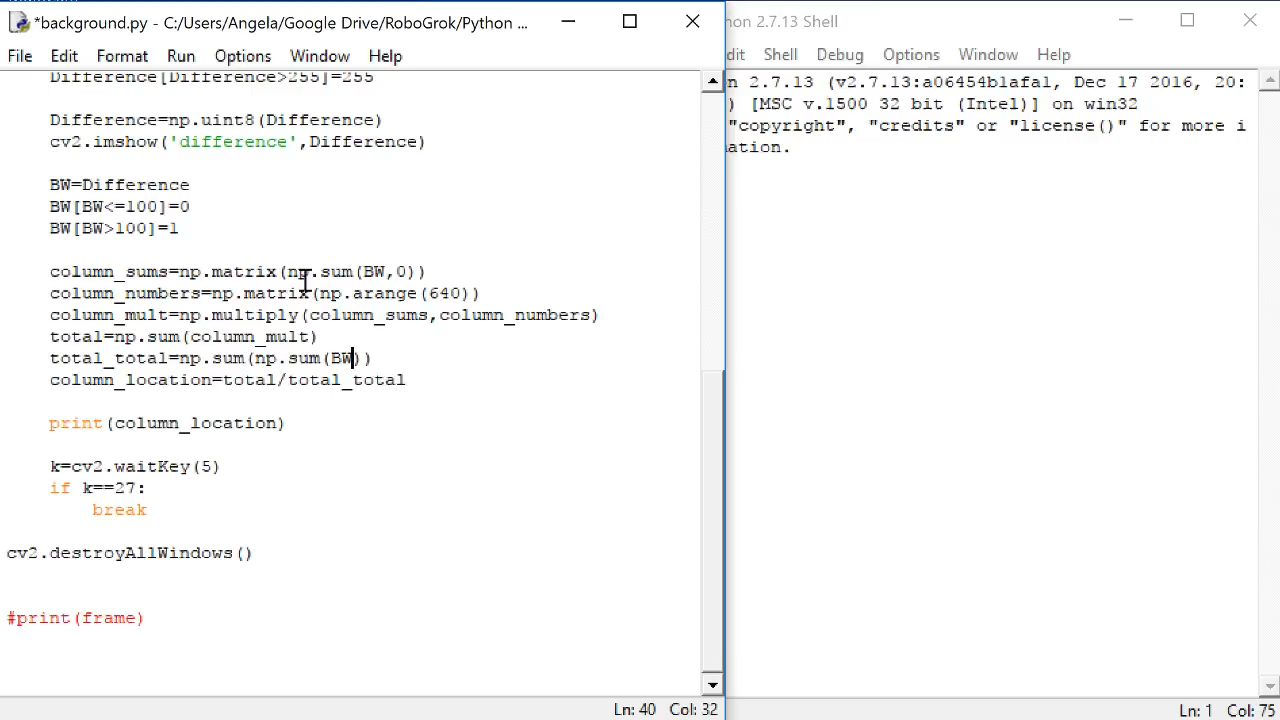 *background.py - C:/Users/Angela/Google Drive/RoboGrok/Python ...
File Edit Format Run Options Window Help
Difference[Difference>255]=255
Difference=np.uint8(Difference)
cv2.imshow('difference',Difference)
BW=Difference
BW[BW<=100]=0
BW[BW>100]=1
column_sums=np.matrix(np.sum(BW,0))
column_numbers=np.matrix(np.arange(640))
column_mult=np.multiply(column_sums,column_numbers)
total=np.sum(column_mult)
total_total=np.sum(np.sum(BW))
column_location=total/total_total
print(column_location)
k=cv2.waitKey(5)
if k==27:
break
cv2.destroyAllWindows()
#print(frame)
Ln: 40 Col: 32
hon 2.7.13 Shell
dit Shell Debug Options Window Help
n 2.7.13 (v2.7.13:a06454b1afa1, Dec 17 2016, 20:
) [MSC v.1500 32 bit (Intel)] on win32
"copyright", "credits" or "license()" for more i
ation.
Ln: 1 Col: 75